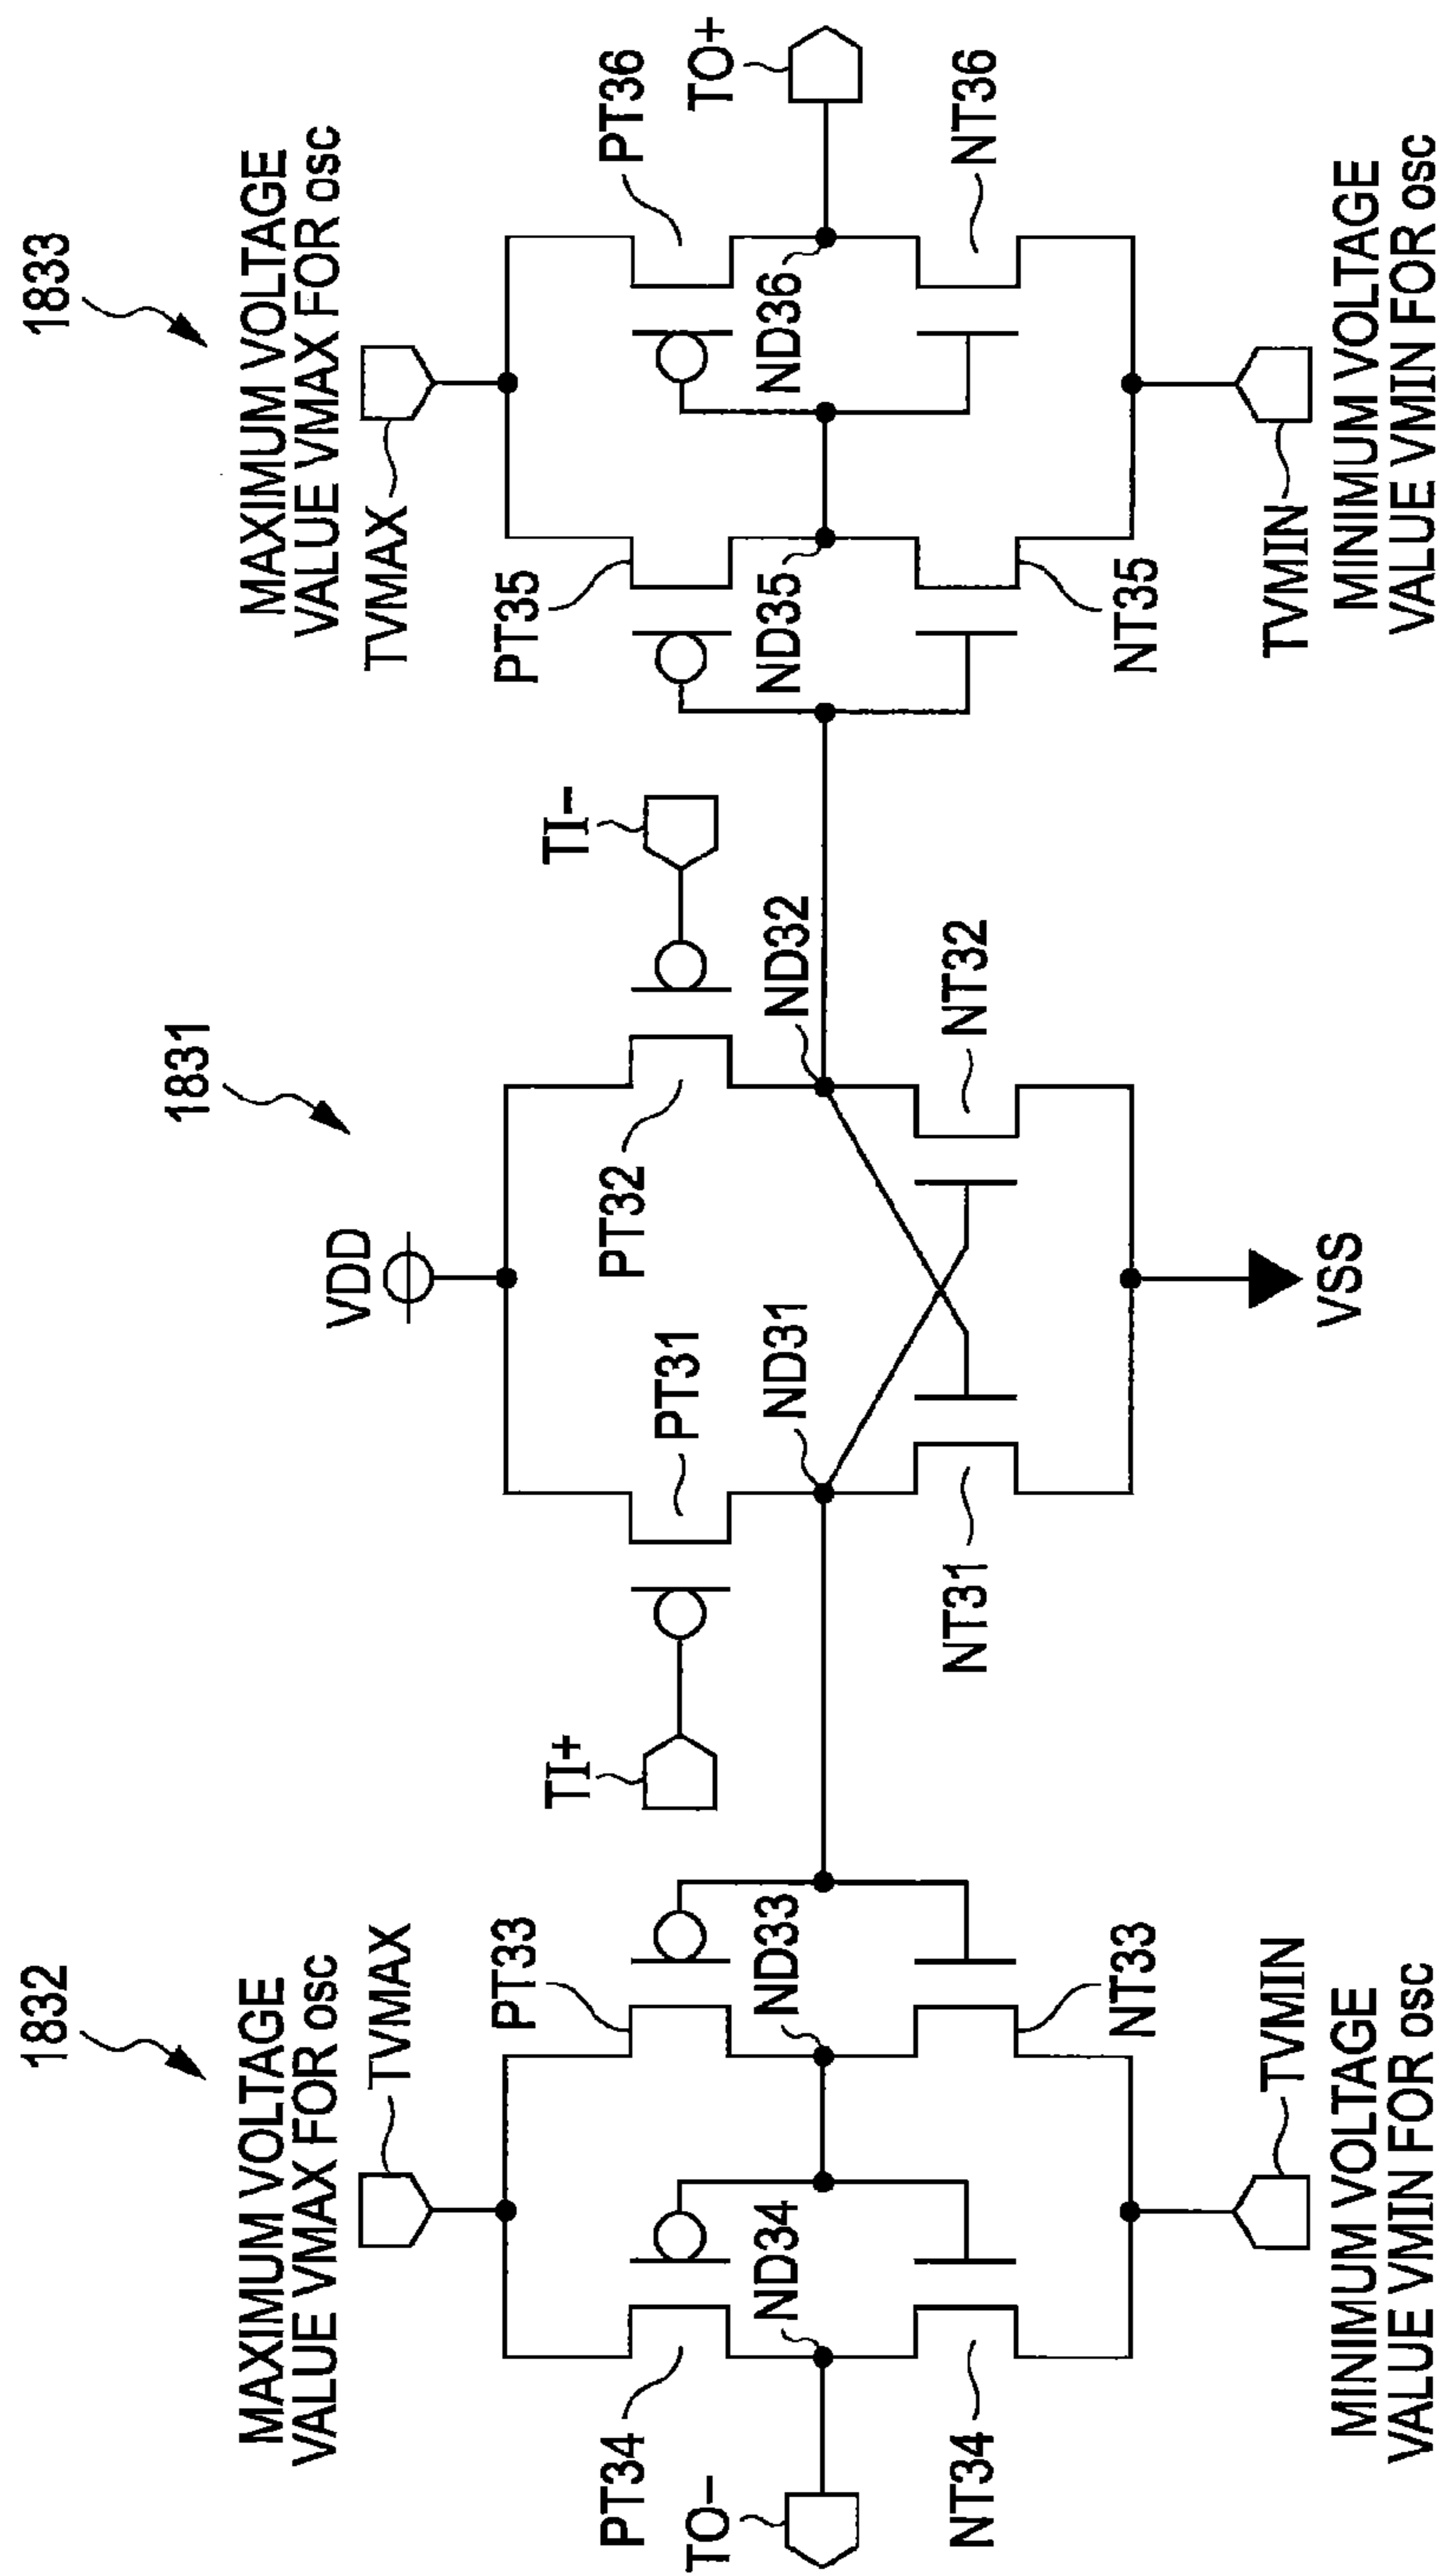 1832
1831
1833
MAXIMUM VOLTAGE
VALUE VMAX FOR osc
TVMAX
VDD
MAXIMUM VOLTAGE
VALUE VMAX FOR osc
TVMAX
PT33
PT35
TI+
TI−
PT34
PT31
PT32
PT36
TO−
TO+
ND34
ND33
ND31
ND32
ND35
ND36
NT34
NT31
NT32
NT36
NT33
NT35
TVMIN
VSS
TVMIN
MINIMUM VOLTAGE
VALUE VMIN FOR osc
MINIMUM VOLTAGE
VALUE VMIN FOR osc